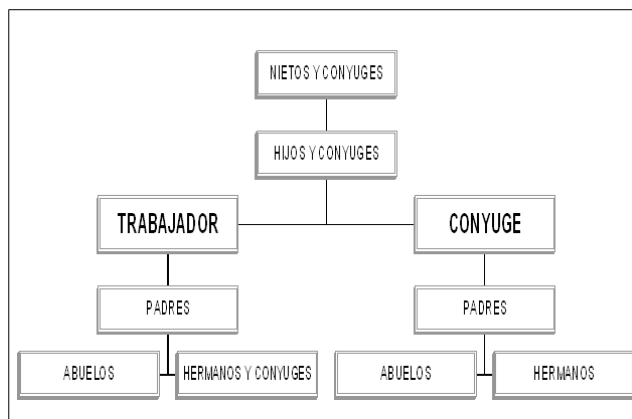 NIETOS Y CONYUGES
HIJOS Y CONYUGES
TRABAJADOR
CONYUGE
PADRES
PADRES
ABUELOS
HERMANOS Y CONYUGES
ABUELOS
HERMANOS